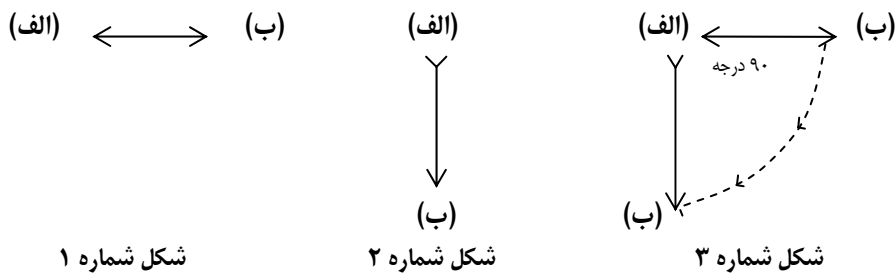 (الف) (ب) (الف) (الف) (ب)
۹۰ درجه
(ب) (ب)
شکل شماره ۱ شکل شماره ۲ شکل شماره ۳